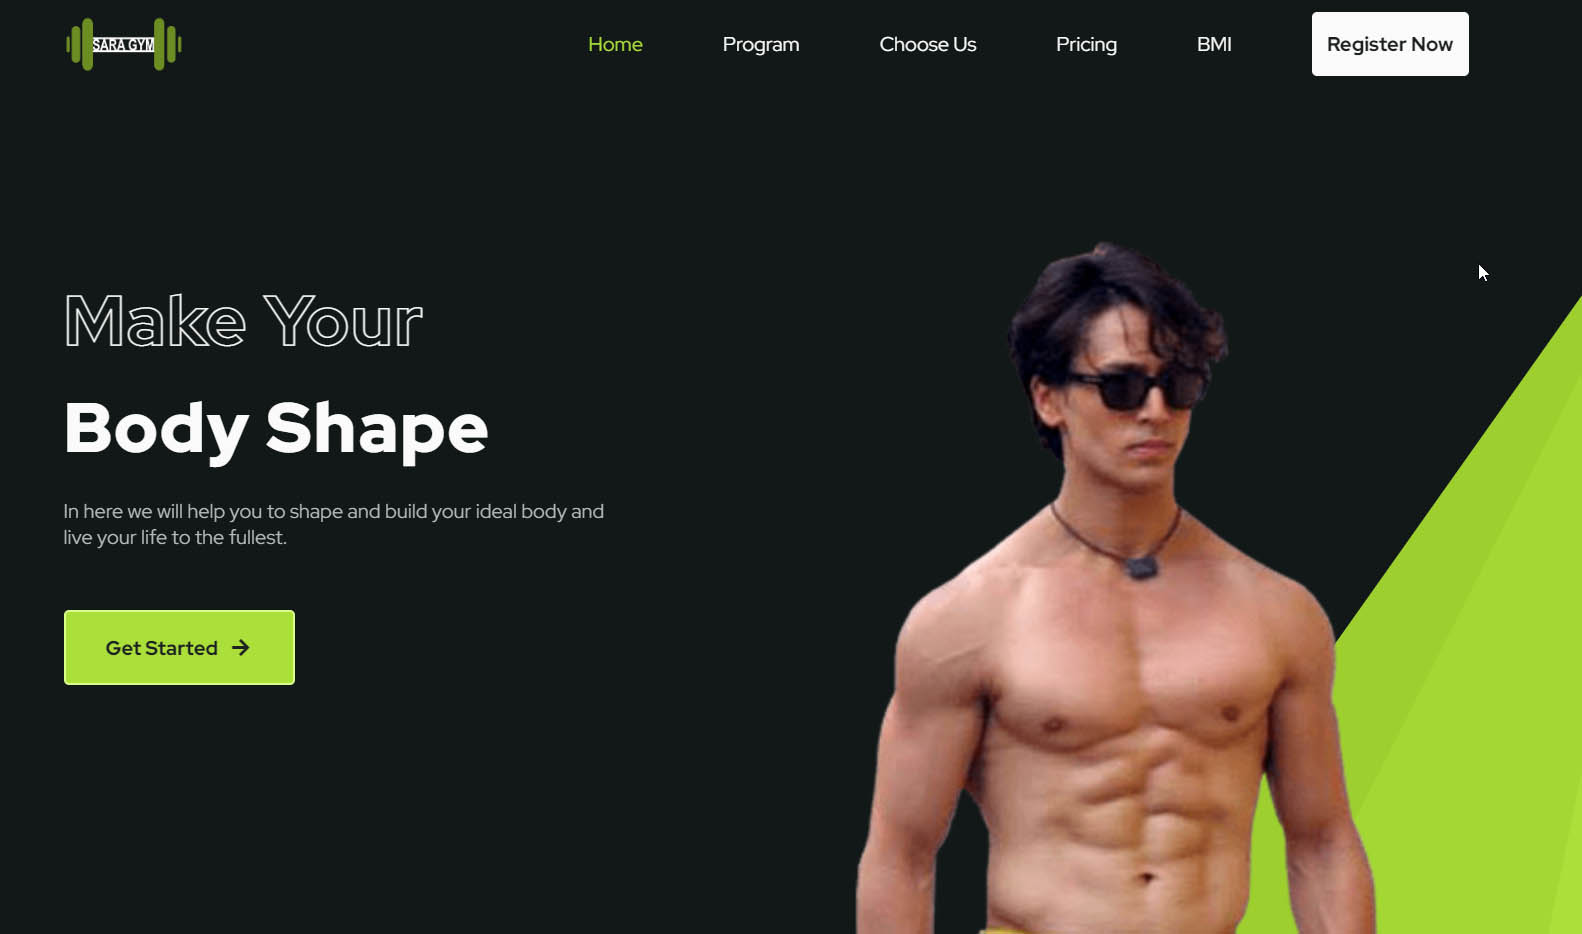 SARA GYM
Home
Program
Choose Us
Pricing
BMI
Register Now
Make Your
Body Shape
In here we will help you to shape and build your ideal body and
live your life to the fullest.
Get Started